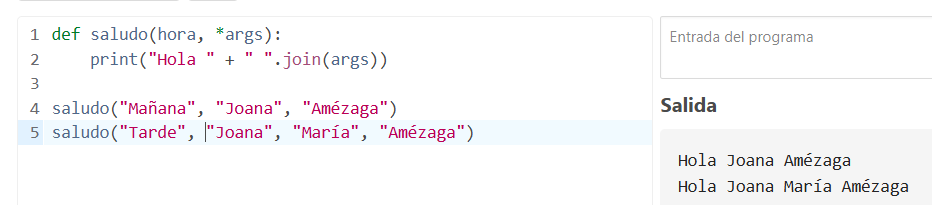 1 def saludo(hora, *args):
2     print("Hola " + " ".join(args))
3
4 saludo("Mañana", "Joana", "Amézaga")
5 saludo("Tarde", "Joana", "María", "Amézaga")
Entrada del programa
Salida
Hola Joana Amézaga
Hola Joana María Amézaga